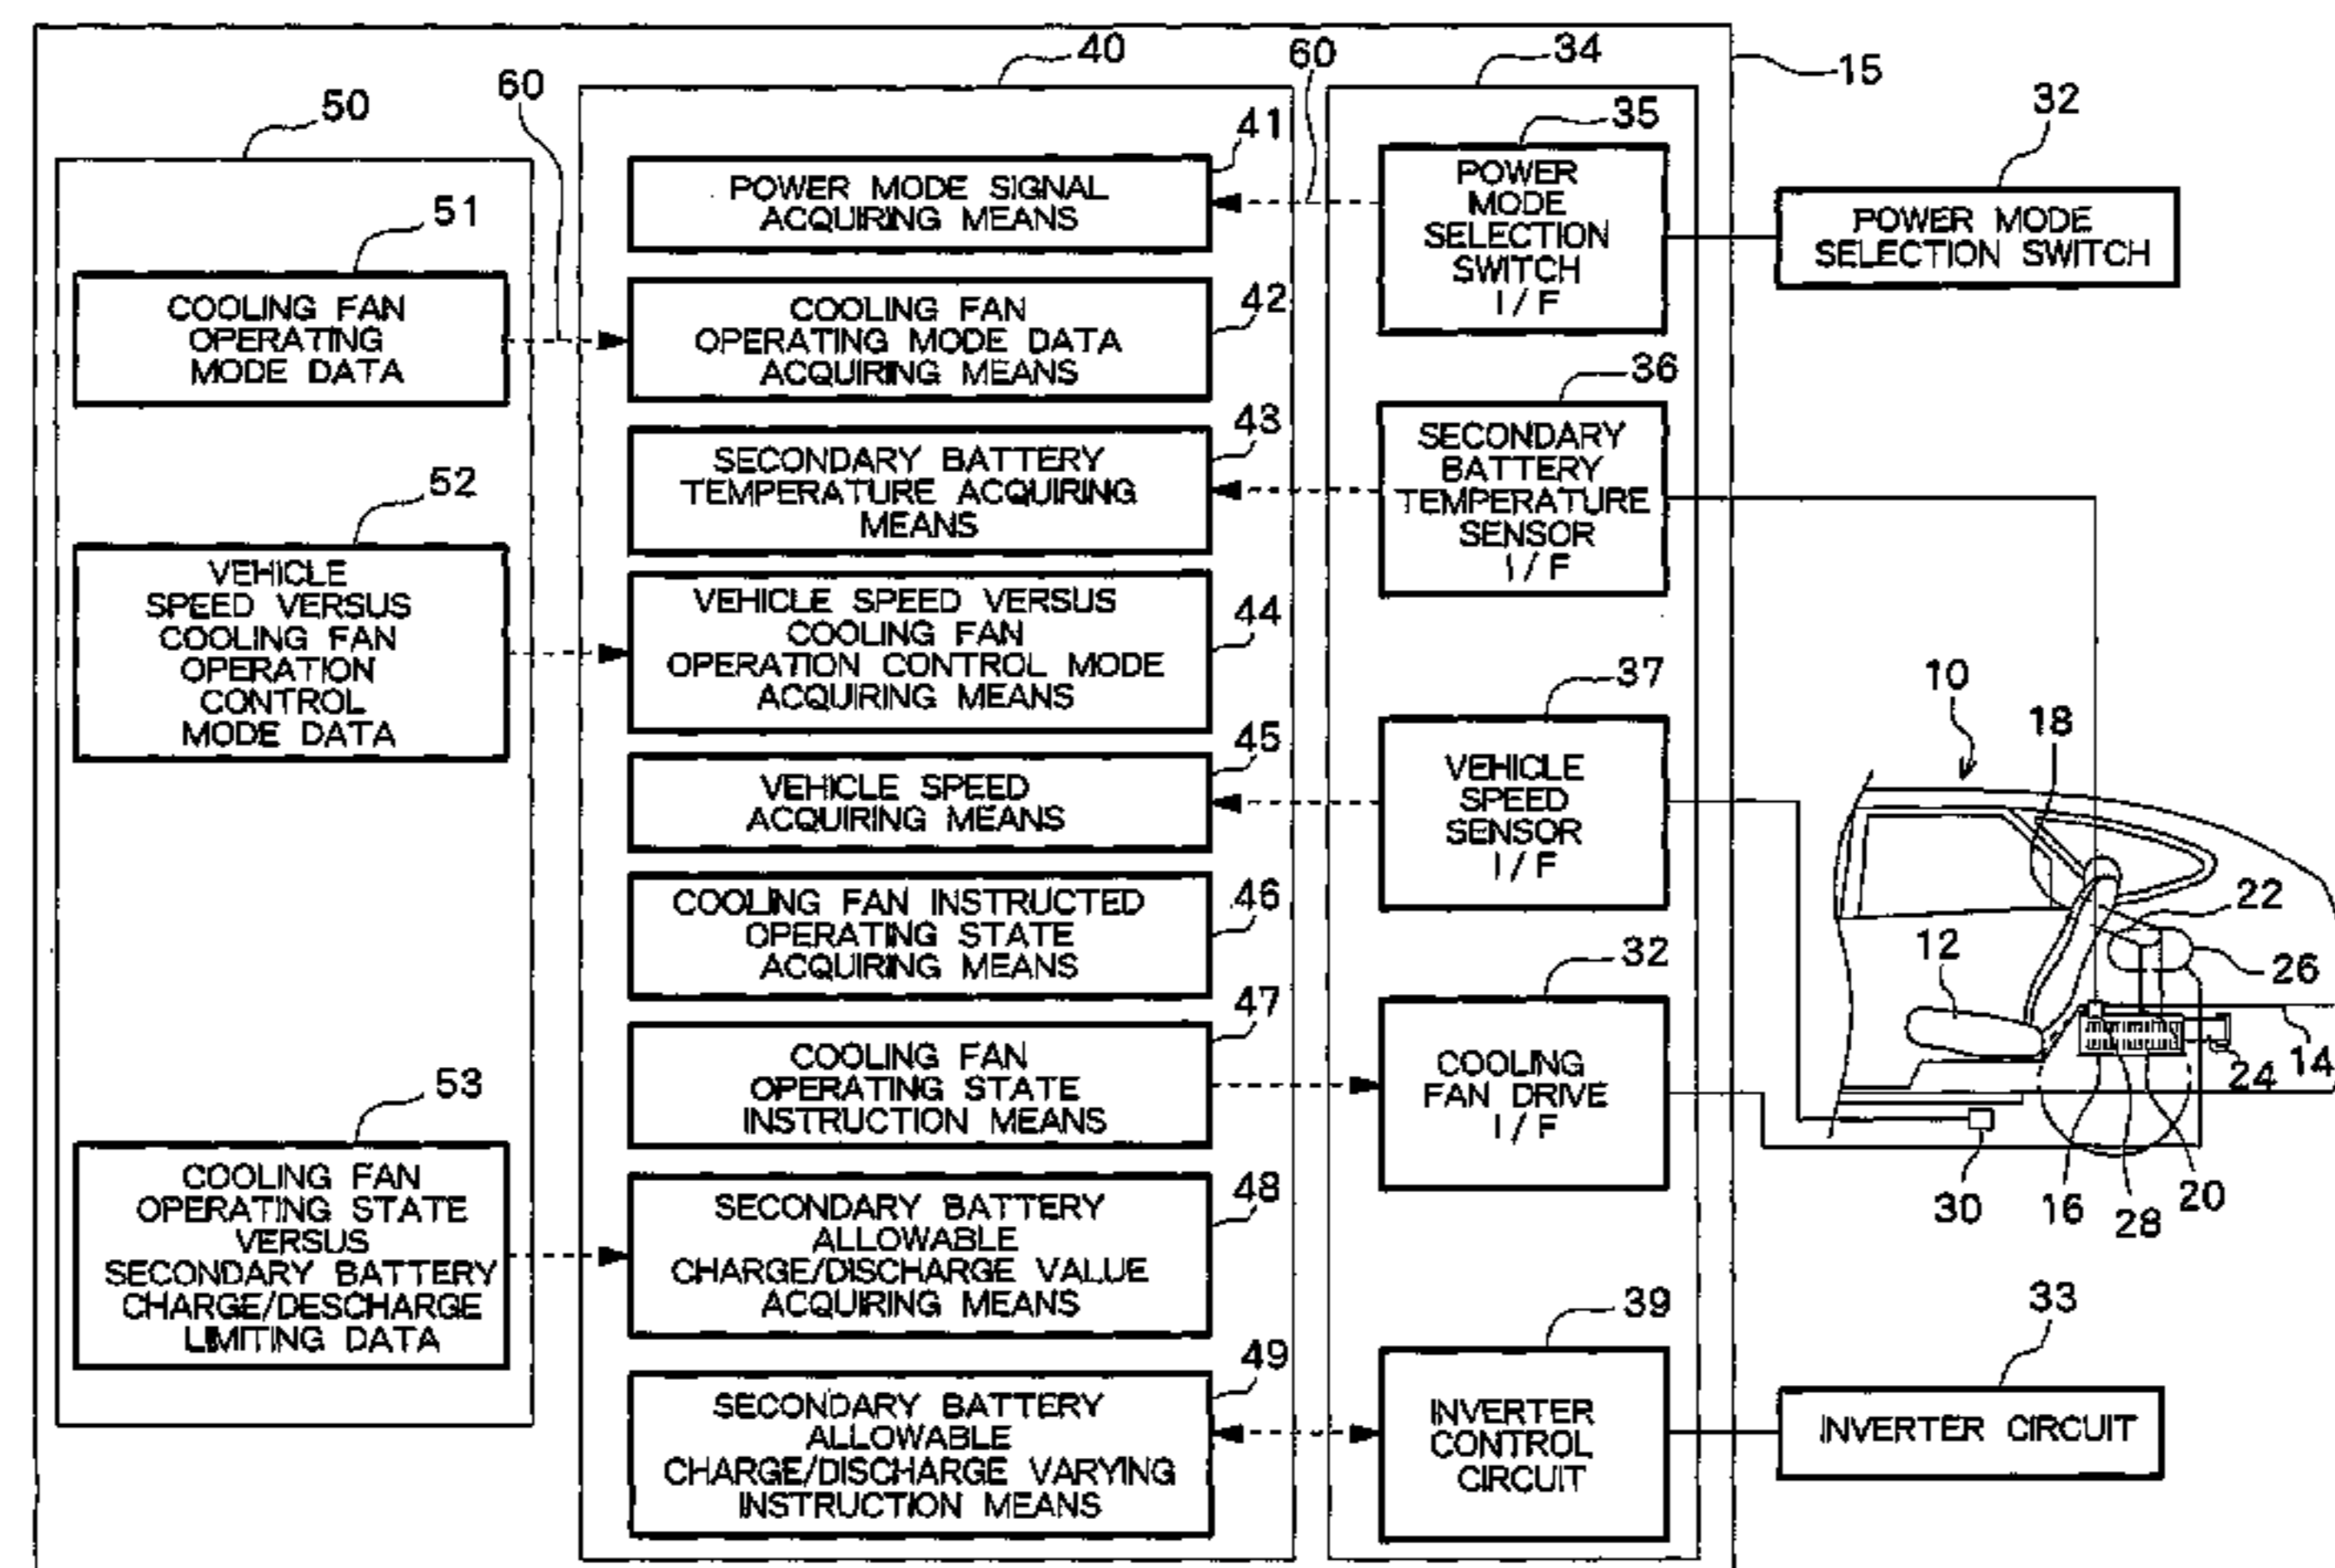 15
50
51
COOLING FAN
OPERATING
MODE DATA
52
VEHICLE
SPEED VERSUS
COOLING FAN
OPERATION
CONTROL
MODE DATA
53
COOLING FAN
OPERATING STATE
VERSUS
SECONDARY BATTERY
CHARGE/DESCHARGE
LIMITING DATA
60
40
41
POWER MODE SIGNAL
ACQUIRING MEANS
42
COOLING FAN
OPERATING MODE DATA
ACQUIRING MEANS
43
SECONDARY BATTERY
TEMPERATURE ACQUIRING
MEANS
44
VEHICLE SPEED VERSUS
COOLING FAN
OPERATION CONTROL MODE
ACQUIRING MEANS
45
VEHICLE SPEED
ACQUIRING MEANS
46
COOLING FAN INSTRUCTED
OPERATING STATE
ACQUIRING MEANS
47
COOLING FAN
OPERATING STATE
INSTRUCTION MEANS
48
SECONDARY BATTERY
ALLOWABLE
CHARGE/DISCHARGE VALUE
ACQUIRING MEANS
49
SECONDARY BATTERY
ALLOWABLE
CHARGE/DISCHARGE VARYING
INSTRUCTION MEANS
60
34
35
POWER
MODE
SELECTION
SWITCH
I/F
36
SECONDARY
BATTERY
TEMPERATURE
SENSOR
I/F
37
VEHICLE
SPEED
SENSOR
I/F
32
COOLING
FAN DRIVE
I/F
39
INVERTER
CONTROL
CIRCUIT
32
POWER MODE
SELECTION SWITCH
10
18
22
12
26
14
24
30
16
28
20
33
INVERTER CIRCUIT